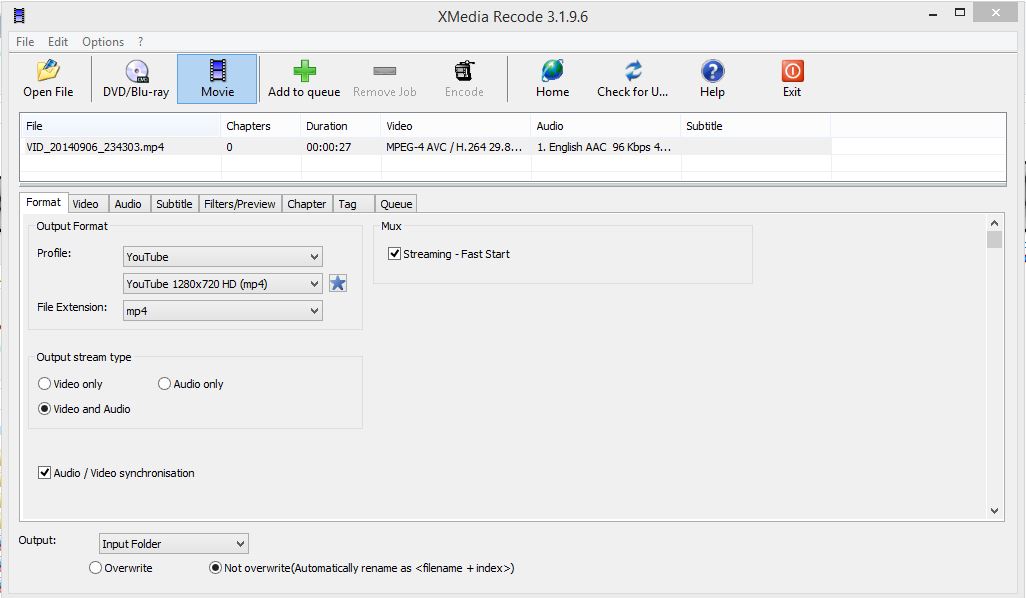 XMedia Recode 3.1.9.6
File Edit Options ?
Open File DVD/Blu-ray Movie Add to queue Remove Job Encode Home Check for U... Help Exit
File Chapters Duration Video Audio Subtitle
VID_20140906_234303.mp4 0 00:00:27 MPEG-4 AVC / H.264 29.8... 1. English AAC 96 Kbps 4...
Format Video Audio Subtitle Filters/Preview Chapter Tag Queue
Output Format Mux
Profile: YouTube Streaming - Fast Start
YouTube 1280x720 HD (mp4)
File Extension: mp4
Output stream type
Video only Audio only
Video and Audio
Audio / Video synchronisation
Output: Input Folder
Overwrite Not overwrite(Automatically rename as <filename + index>)